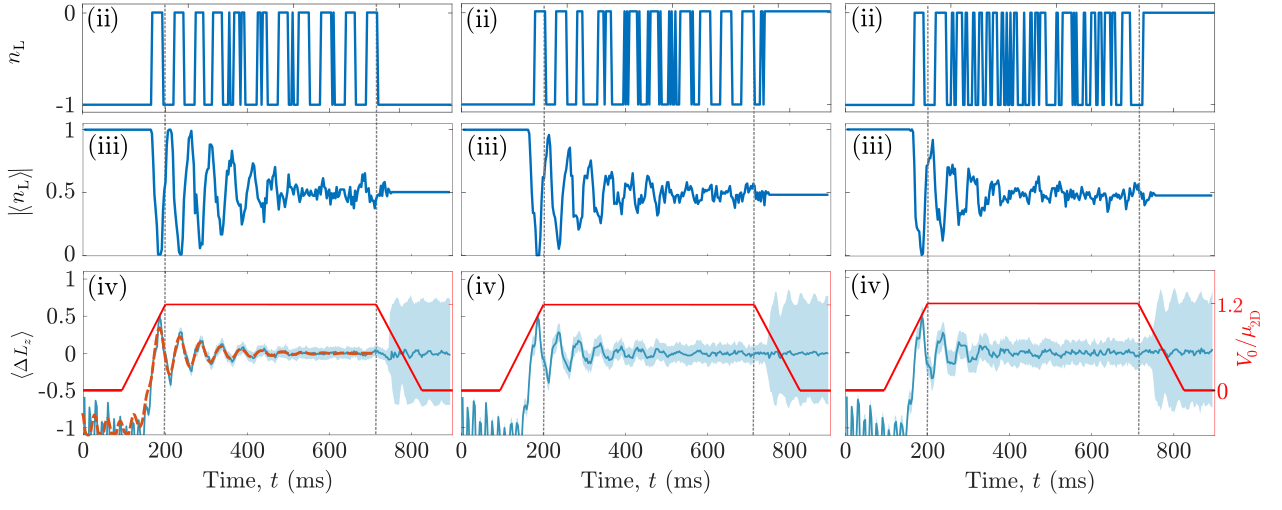 (ii) (ii) (ii)
0
n_L
-1
(iii) (iii) (iii)
1
|⟨n_L⟩|
0.5
0
(iv) (iv) (iv)
1
0.5
⟨ΔL_z⟩
0
-0.5
-1
1.2
V_0/μ_2D
0
0 200 400 600 800 0 200 400 600 800 0 200 400 600 800
Time, t (ms) Time, t (ms) Time, t (ms)